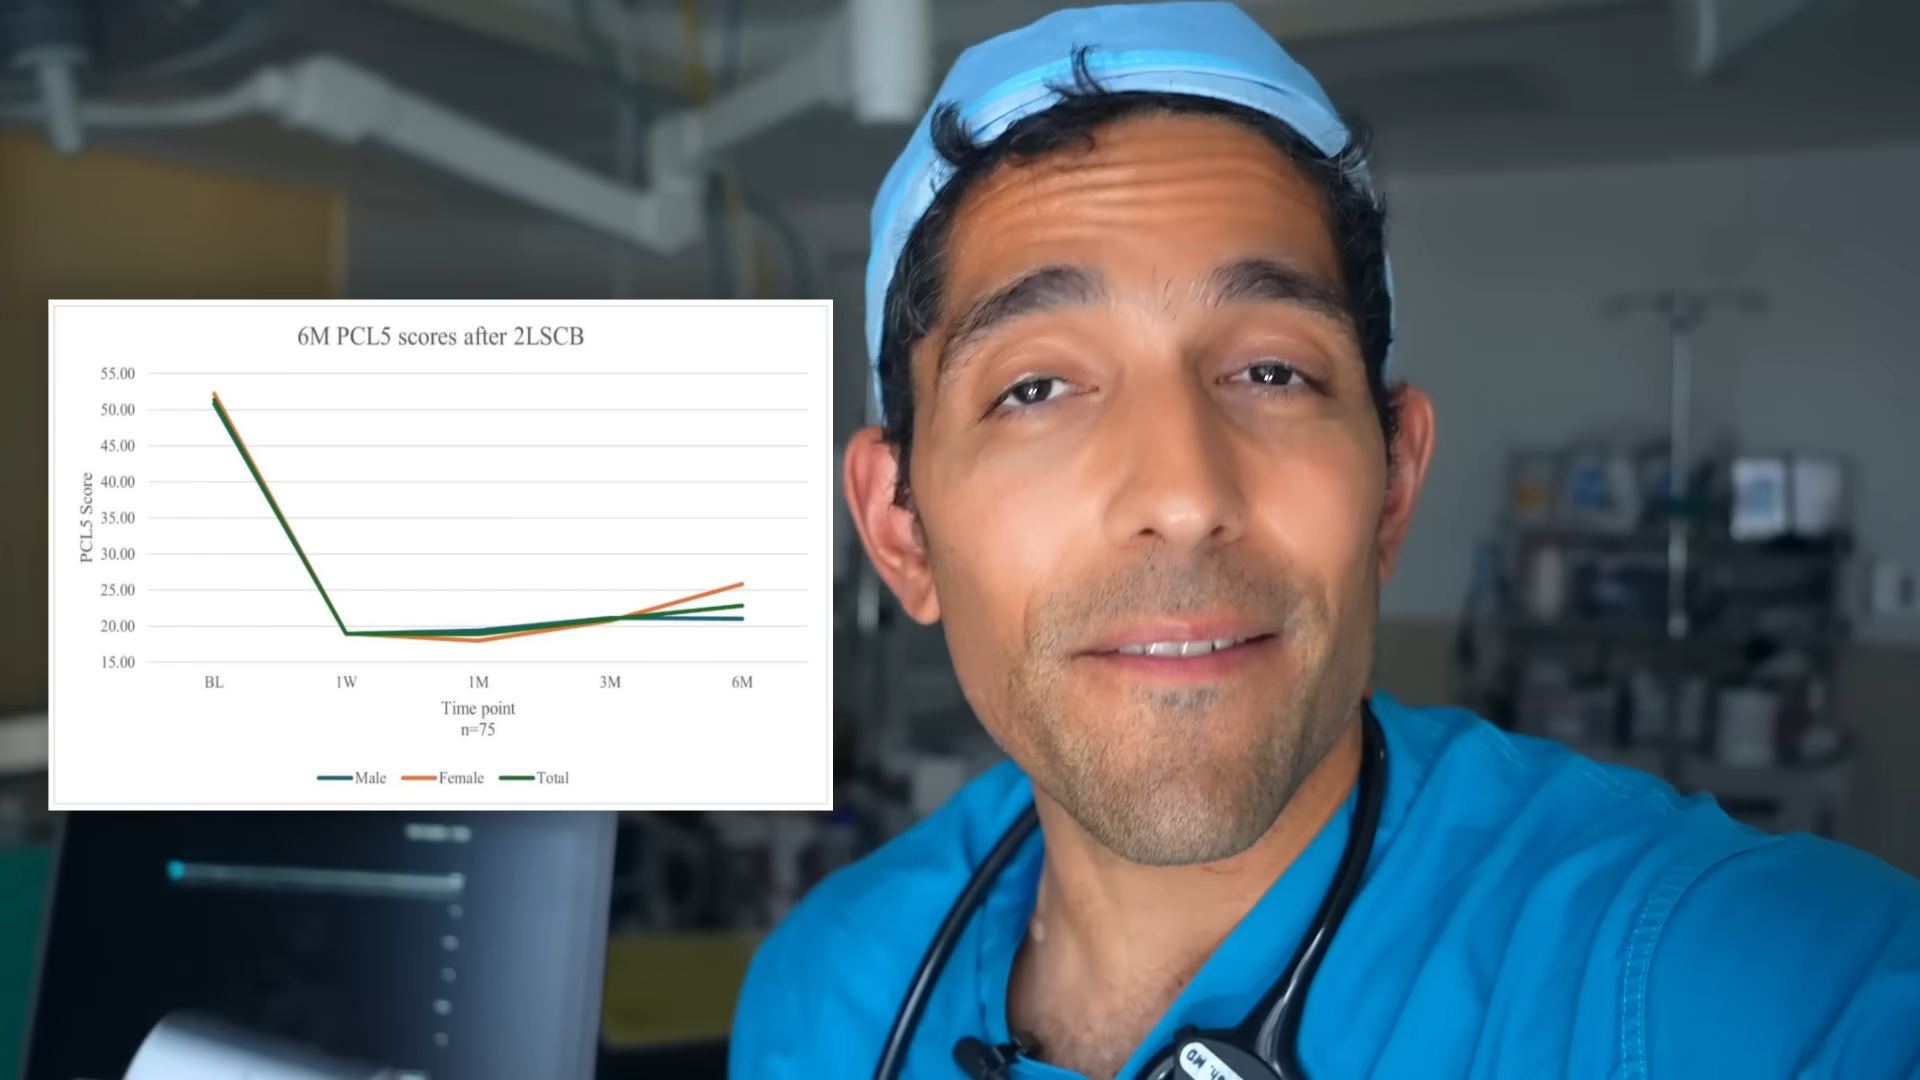 6M PCL5 scores after 2LSCB
55.00
50.00
45.00
40.00
35.00
30.00
25.00
20.00
15.00
PCL5 Score
BL 1W 1M 3M 6M
Time point
n=75
Male Female Total
MD